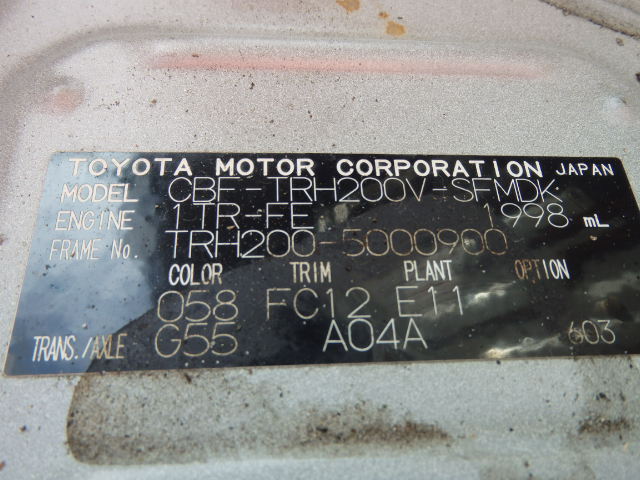 TOYOTA MOTOR CORPORATION JAPAN
MODEL CBF-TRH200V-SFMDK
ENGINE 1TR-FE 1998 mL
FRAME No. TRH200-5000900
COLOR TRIM PLANT OPTION
058 FC12 E11
TRANS./AXLE G55 A04A 603